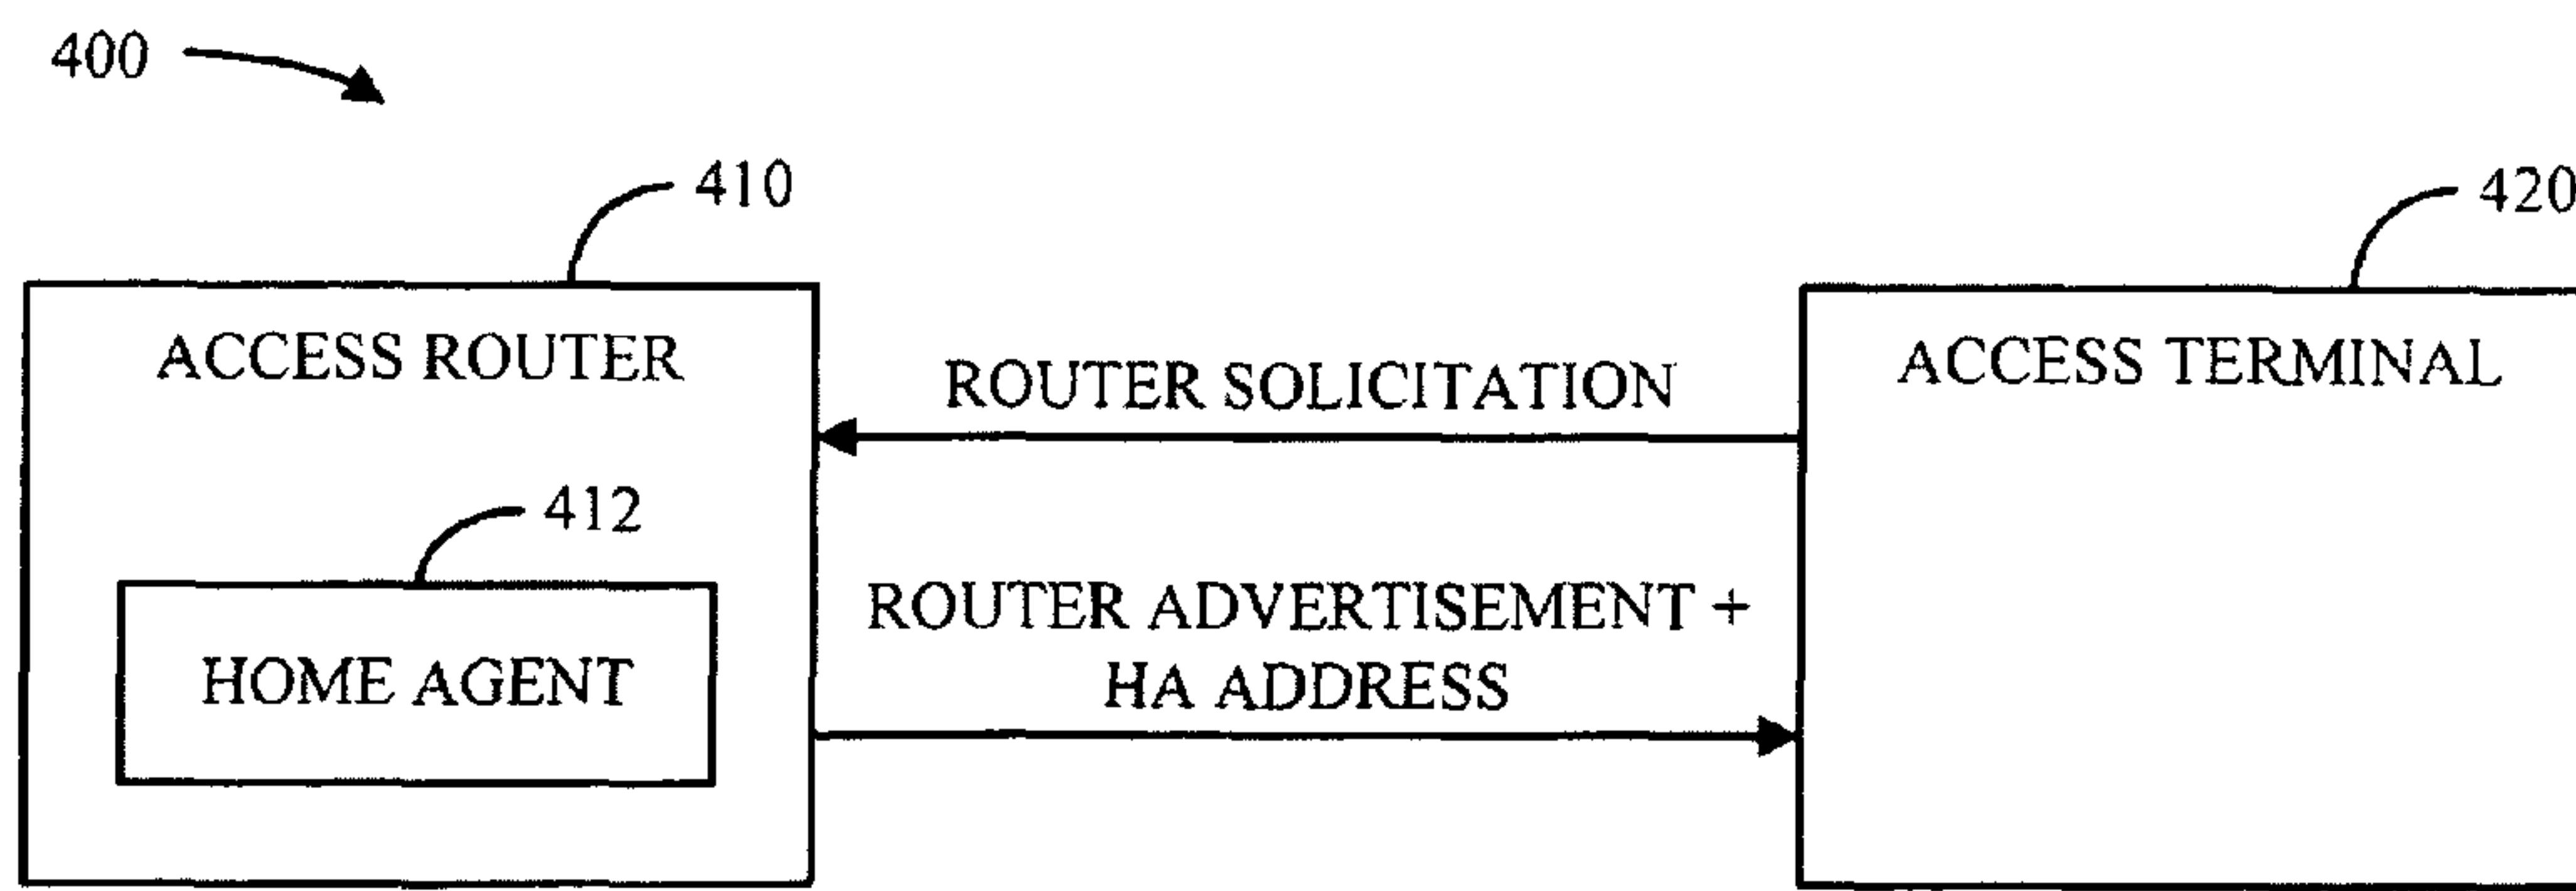 400
410
420
ACCESS ROUTER
ACCESS TERMINAL
ROUTER SOLICITATION
412
ROUTER ADVERTISEMENT +
HA ADDRESS
HOME AGENT